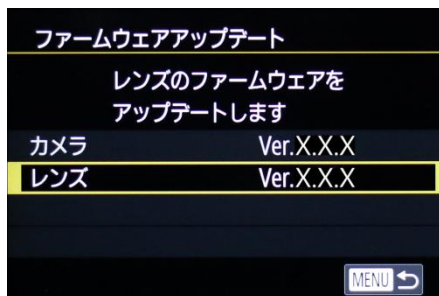 ファームウェアアップデート
レンズのファームウェアを
アップデートします
カメラ Ver.X.X.X
レンズ Ver.X.X.X
MENU